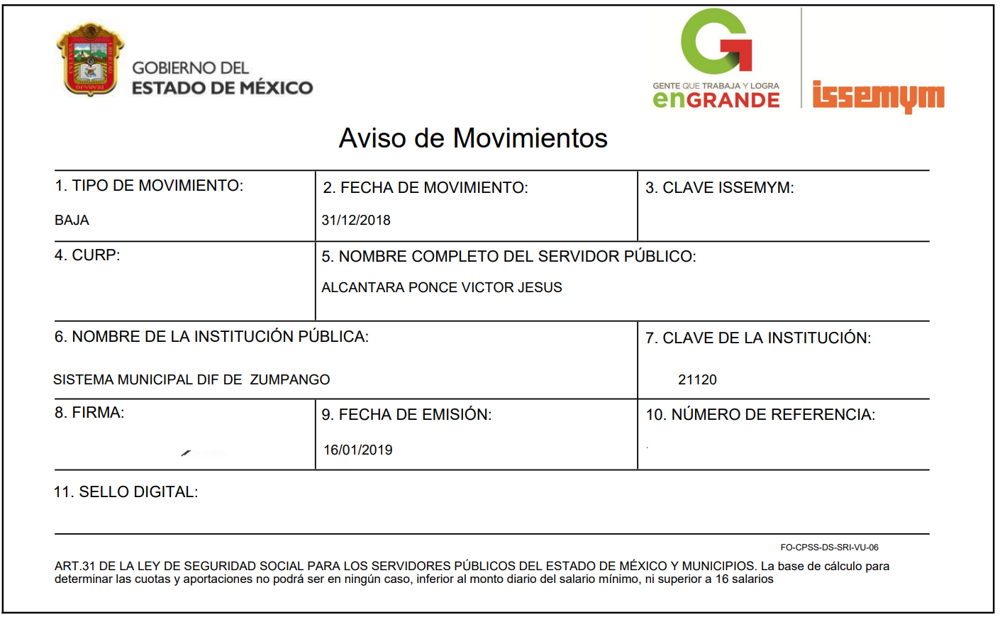 GOBIERNO DEL
ESTADO DE MÉXICO
GENTE QUE TRABAJA Y LOGRA
enGRANDE
issemym
Aviso de Movimientos
1. TIPO DE MOVIMIENTO:
BAJA
2. FECHA DE MOVIMIENTO:
31/12/2018
3. CLAVE ISSEMYM:
4. CURP:
5. NOMBRE COMPLETO DEL SERVIDOR PÚBLICO:
ALCANTARA PONCE VICTOR JESUS
6. NOMBRE DE LA INSTITUCIÓN PÚBLICA:
SISTEMA MUNICIPAL DIF DE ZUMPANGO
7. CLAVE DE LA INSTITUCIÓN:
21120
8. FIRMA:
9. FECHA DE EMISIÓN:
16/01/2019
10. NÚMERO DE REFERENCIA:
11. SELLO DIGITAL:
FO-CPSS-DS-SRI-VU-06
ART.31 DE LA LEY DE SEGURIDAD SOCIAL PARA LOS SERVIDORES PÚBLICOS DEL ESTADO DE MÉXICO Y MUNICIPIOS. La base de cálculo para
determinar las cuotas y aportaciones no podrá ser en ningún caso, inferior al monto diario del salario mínimo, ni superior a 16 salarios